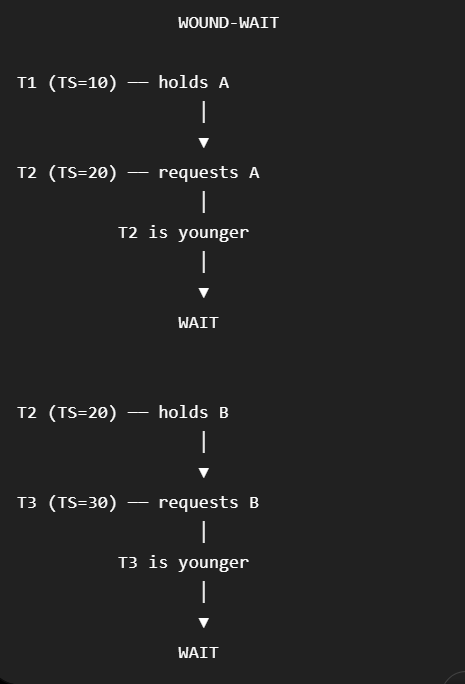 WOUND-WAIT
T1 (TS=10) —— holds A
T2 (TS=20) —— requests A
T2 is younger
WAIT
T2 (TS=20) —— holds B
T3 (TS=30) —— requests B
T3 is younger
WAIT